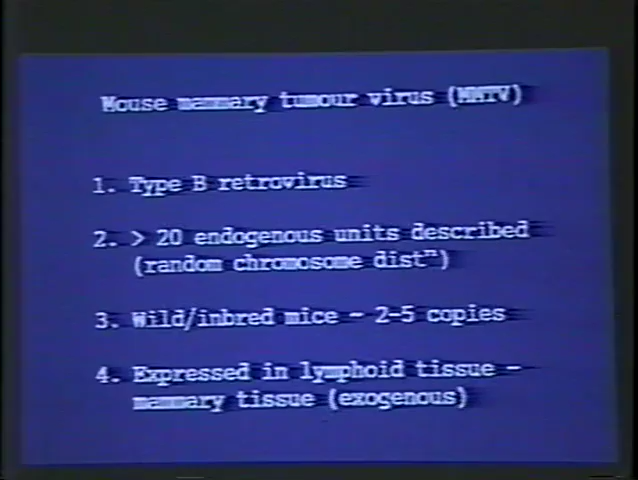 Mouse mammary tumour virus (MMTV)
1. Type B retrovirus
2. > 20 endogenous units described
(random chromosome distⁿ)
3. Wild/inbred mice ~ 2-5 copies
4. Expressed in lymphoid tissue -
mammary tissue (exogenous)